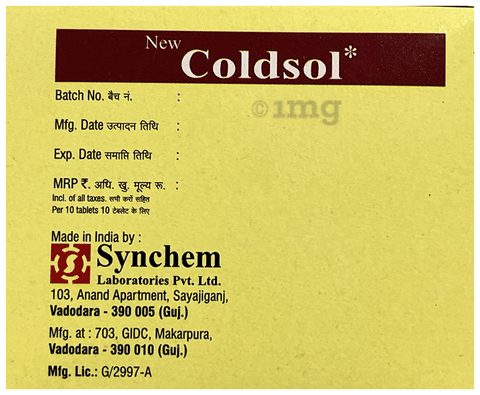 New
Coldsol*
Batch No. बैच नं. :
©1mg
Mfg. Date उत्पादन तिथि :
Exp. Date समाप्ति तिथि :
MRP ₹. अधि. खु. मूल्य रू. :
Incl. of all taxes. सभी करों सहित
Per 10 tablets 10 टेबलेट के लिए
Made in India by :
Synchem
Laboratories Pvt. Ltd.
103, Anand Apartment, Sayajiganj,
Vadodara - 390 005 (Guj.)
Mfg. at : 703, GIDC, Makarpura,
Vadodara - 390 010 (Guj.)
Mfg. Lic.: G/2997-A